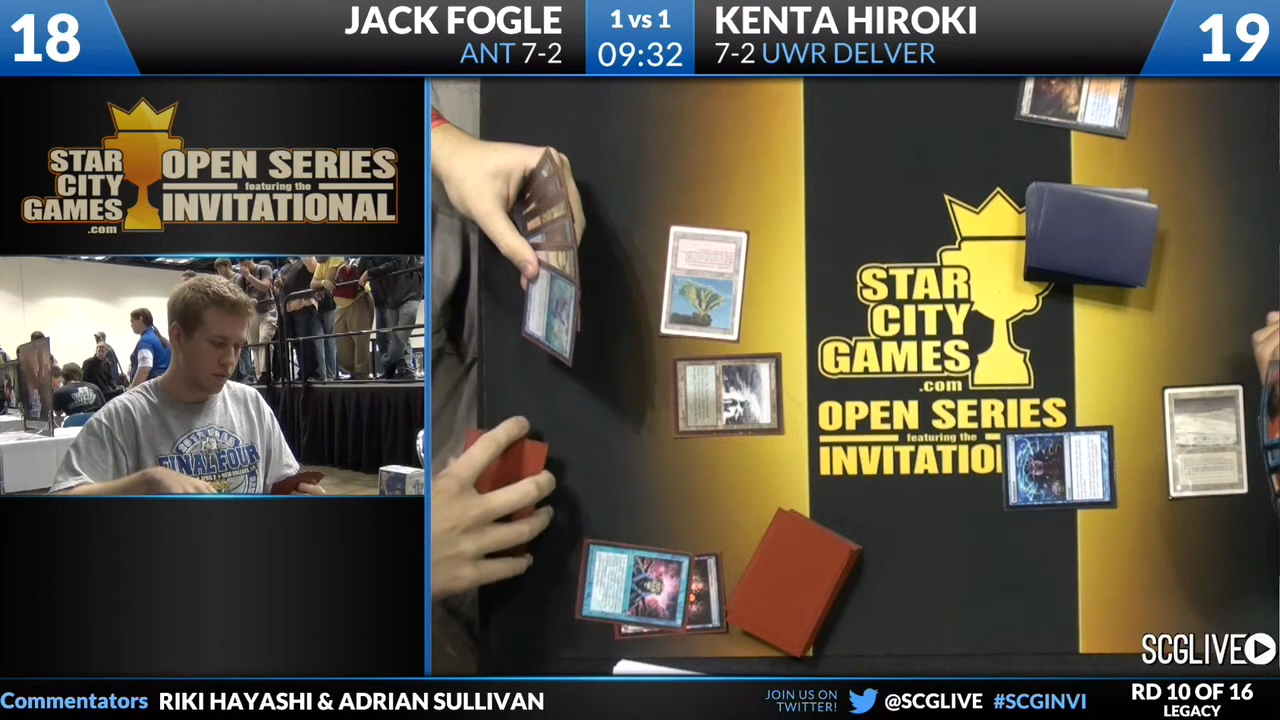 18
JACK FOGLE
ANT 7-2
1 vs 1
09:32
KENTA HIROKI
7-2 UWR DELVER
19
STAR CITY GAMES .com
OPEN SERIES
featuring the
INVITATIONAL
FINAL FOUR
STAR
CITY
GAMES
.com
OPEN SERIES
featuring the
INVITATIO
SCGLIVE
Commentators RIKI HAYASHI & ADRIAN SULLIVAN
JOIN US ON
TWITTER!
@SCGLIVE #SCGINVI
RD 10 OF 16
LEGACY